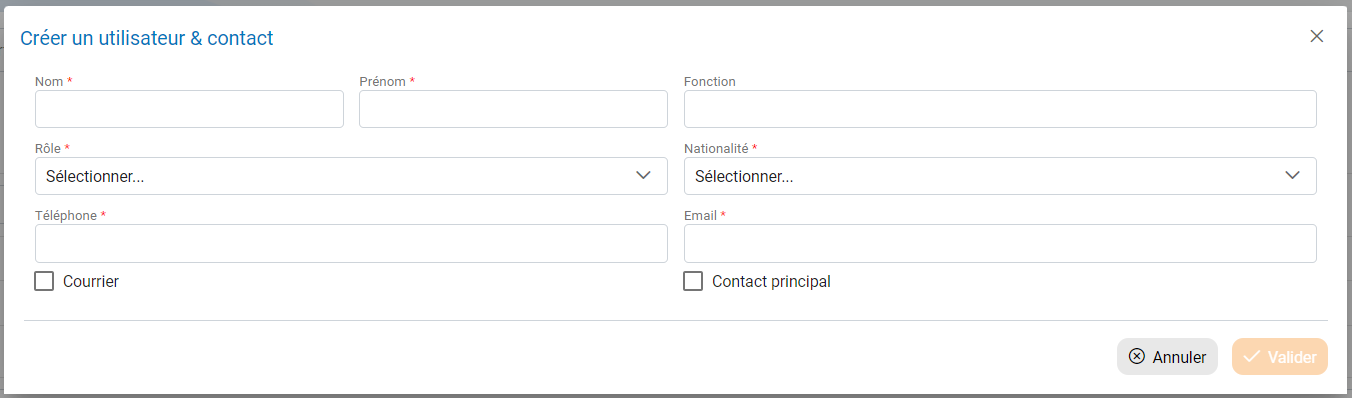 Créer un utilisateur & contact
Nom * Prénom * Fonction
Rôle * Nationalité *
Sélectionner... Sélectionner...
Téléphone * Email *
Courrier Contact principal
Annuler Valider